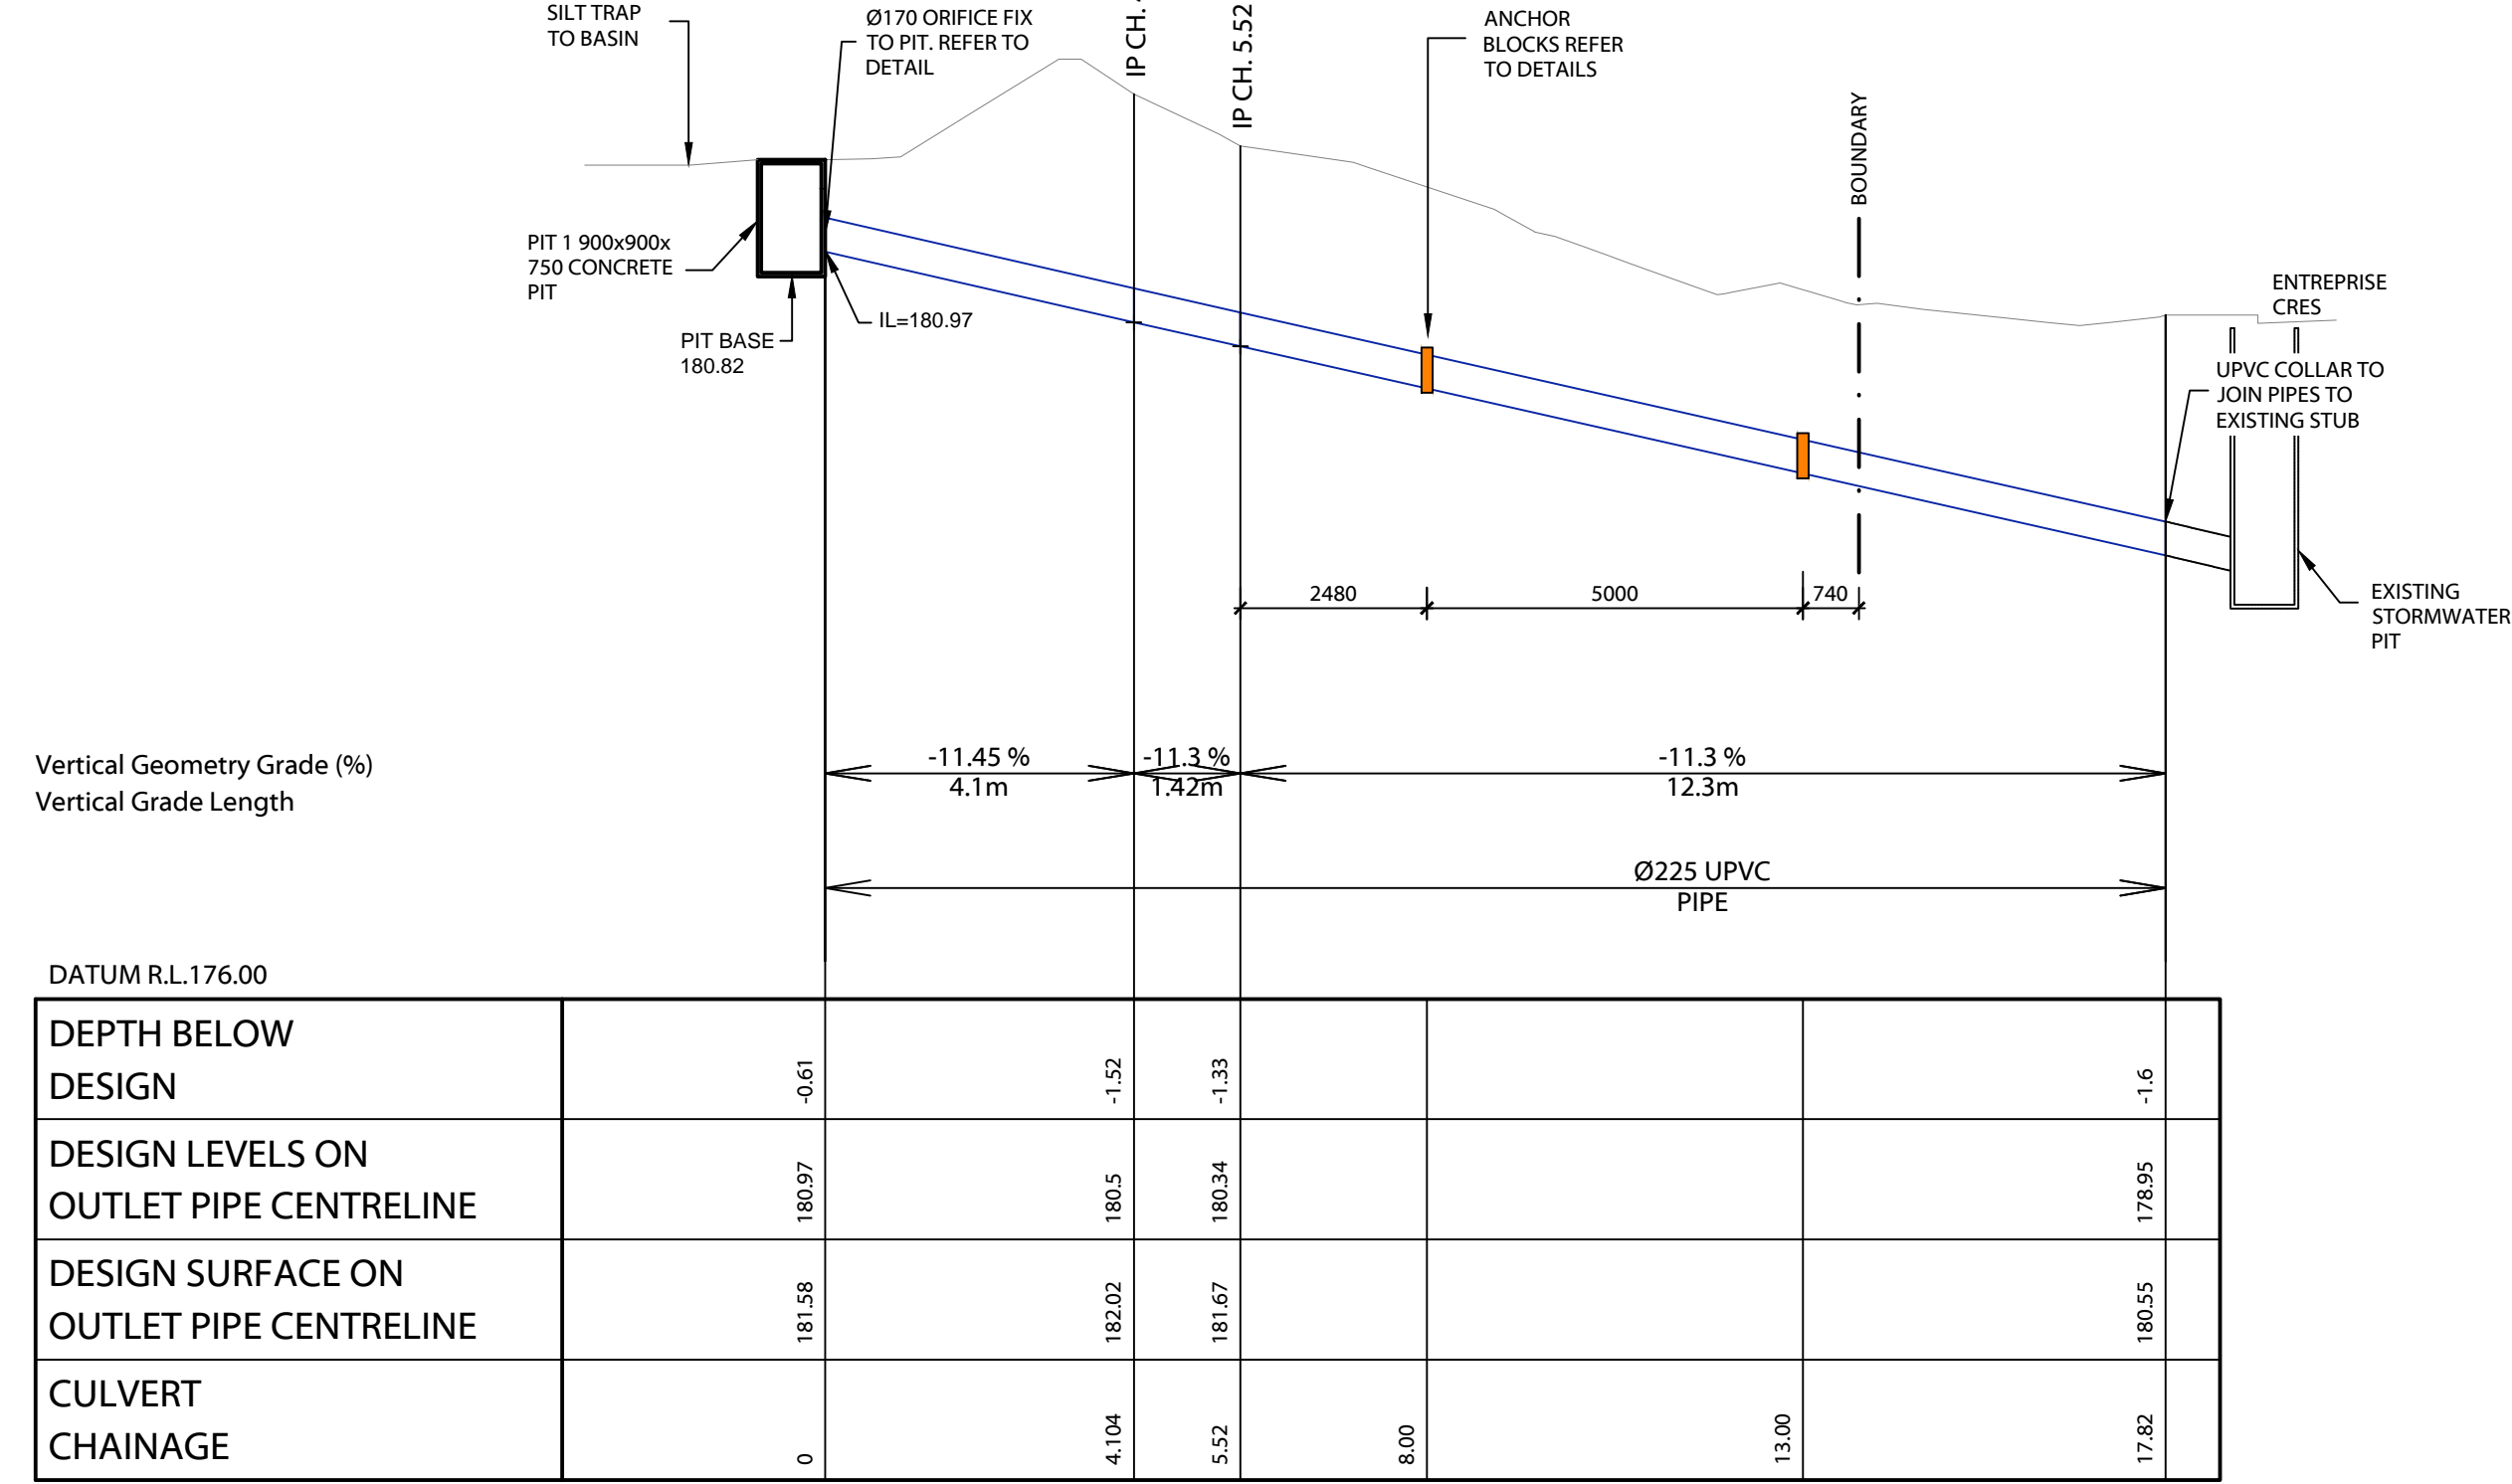 SILT TRAP
TO BASIN
Ø170 ORIFICE FIX
TO PIT. REFER TO
DETAIL
IP CH.
IP CH. 5.52
ANCHOR
BLOCKS REFER
TO DETAILS
BOUNDARY
PIT 1 900x900x
750 CONCRETE
PIT
PIT BASE
180.82
IL=180.97
ENTREPRISE
CRES
UPVC COLLAR TO
JOIN PIPES TO
EXISTING STUB
EXISTING
STORMWATER
PIT
2480
5000
740
Vertical Geometry Grade (%)
Vertical Grade Length
-11.45 %
4.1m
-11.3 %
1.42m
-11.3 %
12.3m
Ø225 UPVC
PIPE
DATUM R.L.176.00
DEPTH BELOW
DESIGN
-0.61
-1.52
-1.33
-1.6
DESIGN LEVELS ON
OUTLET PIPE CENTRELINE
180.97
180.5
180.34
178.95
DESIGN SURFACE ON
OUTLET PIPE CENTRELINE
181.58
182.02
181.67
180.55
CULVERT
CHAINAGE
0
4.104
5.52
8.00
13.00
17.82